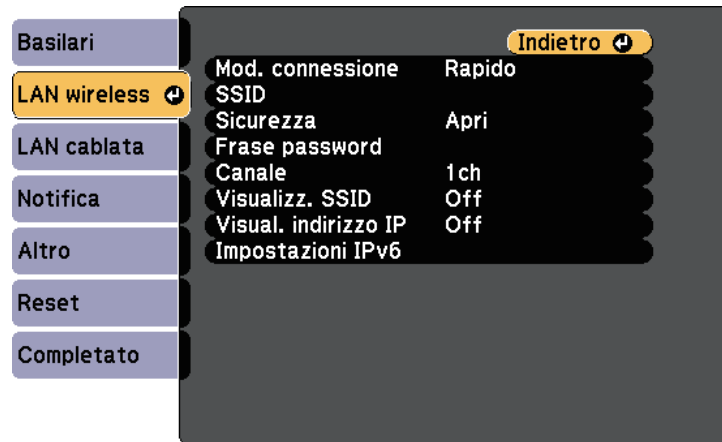 Basilari
LAN wireless
LAN cablata
Notifica
Altro
Reset
Completato
Indietro
Mod. connessione Rapido
SSID
Sicurezza Apri
Frase password
Canale 1ch
Visualizz. SSID Off
Visual. indirizzo IP Off
Impostazioni IPv6